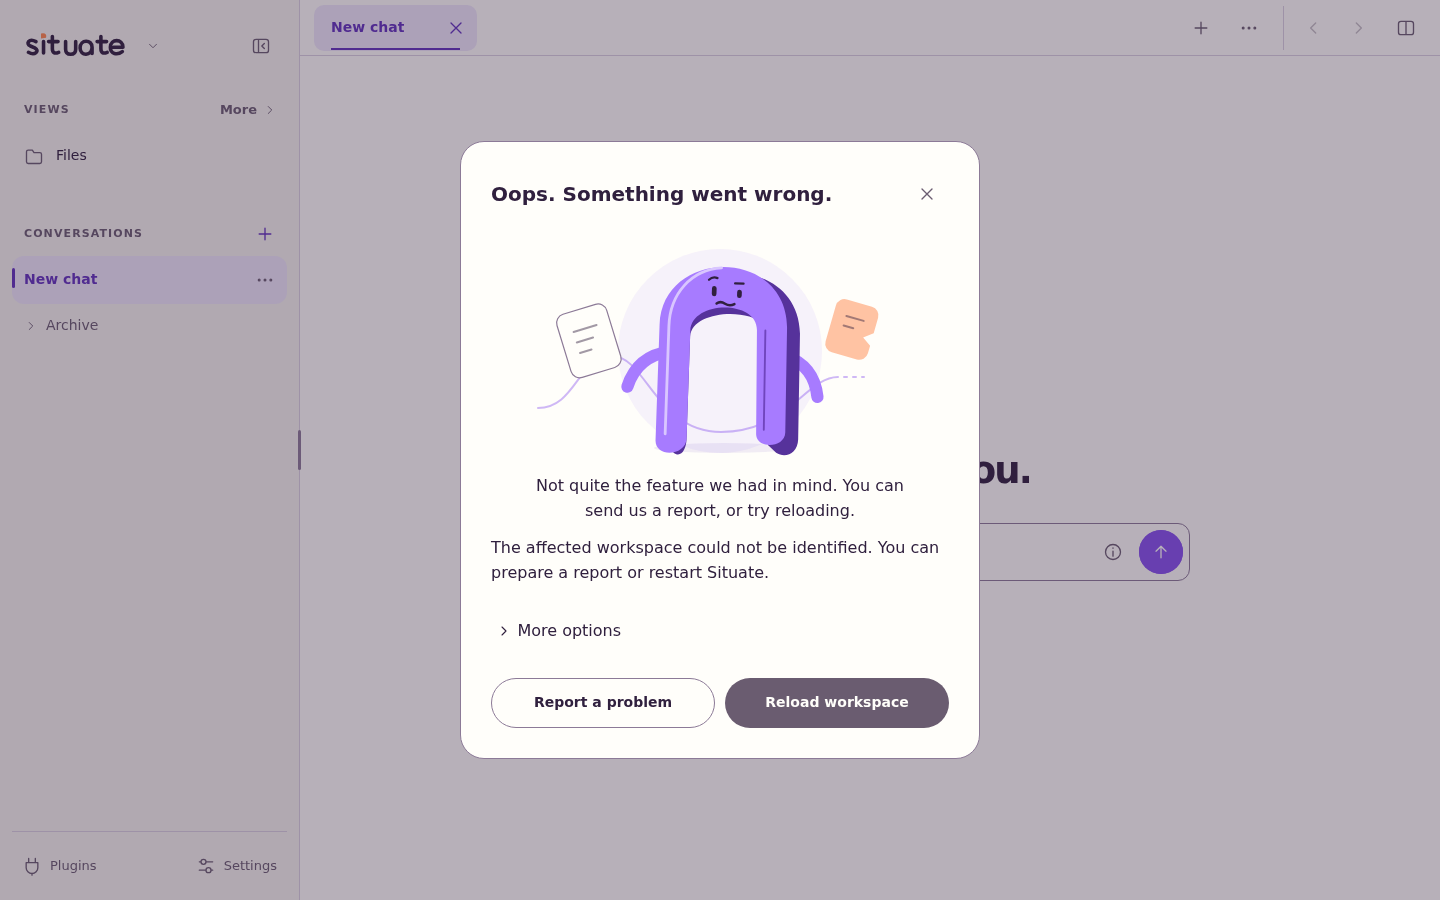 situate
VIEWS
More
Files
CONVERSATIONS
New chat
Archive
Plugins
Settings
New chat
ou.
Oops. Something went wrong.
Not quite the feature we had in mind. You can
send us a report, or try reloading.
The affected workspace could not be identified. You can
prepare a report or restart Situate.
More options
Report a problem
Reload workspace